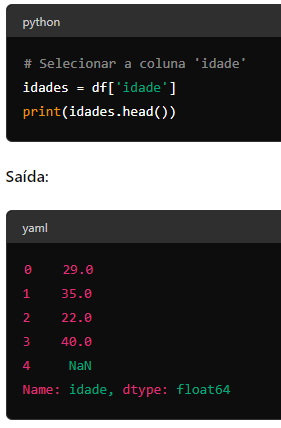 python
# Selecionar a coluna 'idade'
idades = df['idade']
print(idades.head())
Saída:
yaml
0    29.0
1    35.0
2    22.0
3    40.0
4     NaN
Name: idade, dtype: float64